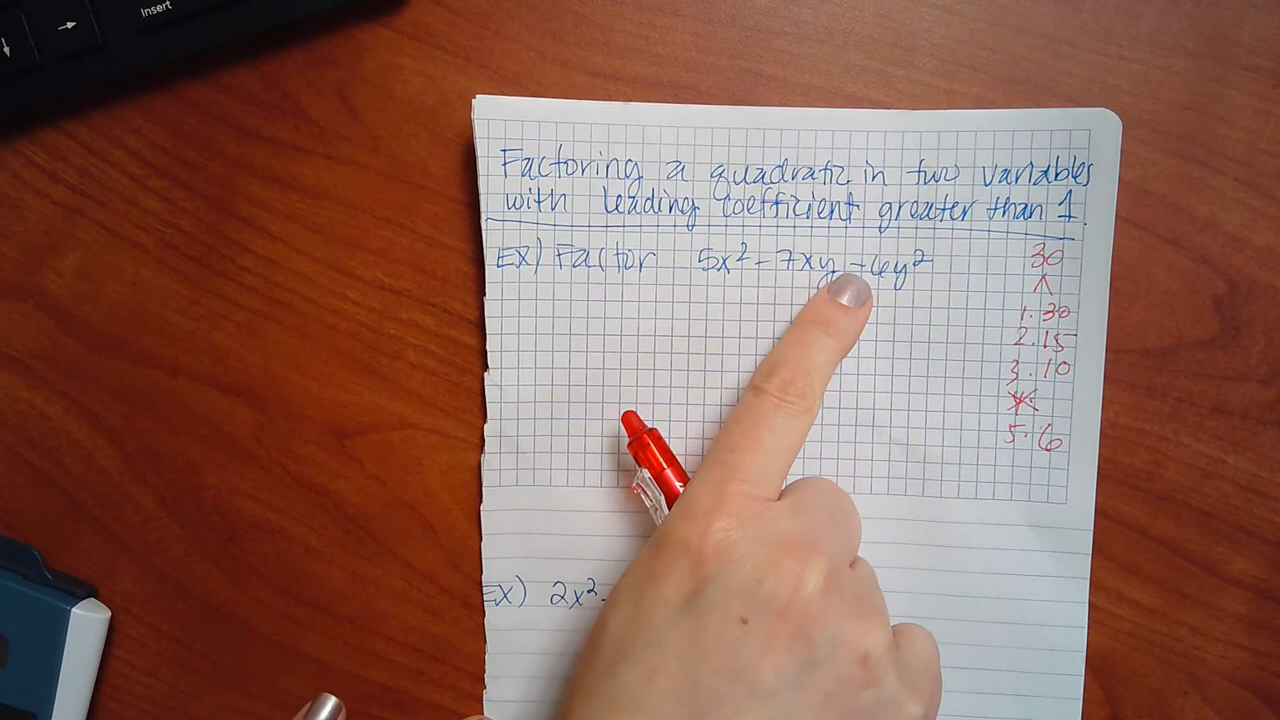 Insert
Factoring a quadratic in two variables
with leading coefficient greater than 1
Ex) Factor 5x² - 7xy - 6y²
30
1·30
2·15
3·10
5·6
Ex) 2x² -